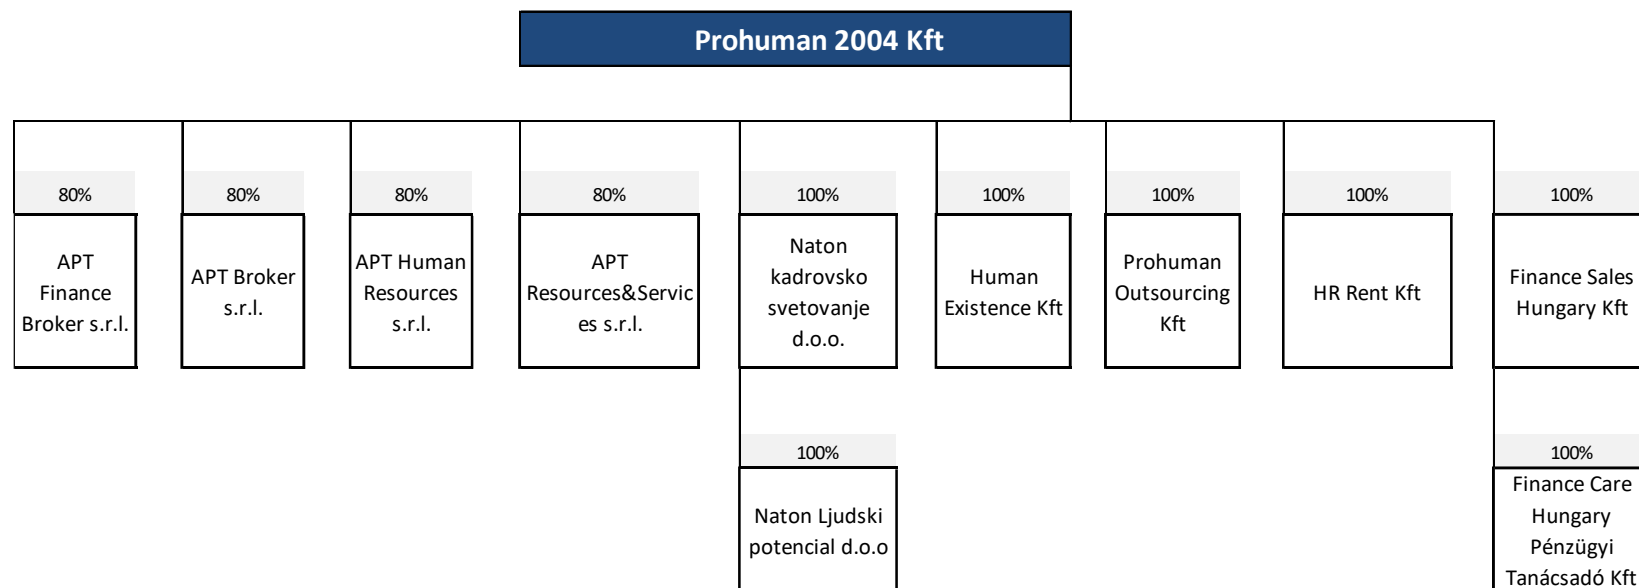 Prohuman 2004 Kft
80%
80%
80%
80%
100%
100%
100%
100%
100%
APT
Finance
Broker s.r.l.
APT Broker
s.r.l.
APT Human
Resources
s.r.l.
APT
Resources&Servic
es s.r.l.
Naton
kadrovsko
svetovanje
d.o.o.
Human
Existence Kft
Prohuman
Outsourcing
Kft
HR Rent Kft
Finance Sales
Hungary Kft
100%
100%
Naton Ljudski
potencial d.o.o
Finance Care
Hungary
Pénzügyi
Tanácsadó Kft